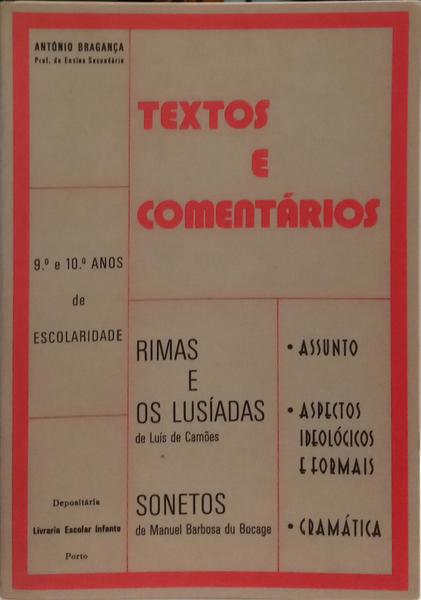 ANTÓNIO BRAGANÇA
Prof. do Ensino Secundário
TEXTOS
E
COMENTÁRIOS
9.º e 10.º ANOS
de
ESCOLARIDADE
RIMAS
E
OS LUSÍADAS
de Luís de Camões
SONETOS
de Manuel Barbosa du Bocage
• ASSUNTO
• ASPECTOS
IDEOLÓGICOS
E FORMAIS
• GRAMÁTICA
Depositária
Livraria Escolar Infante
Porto